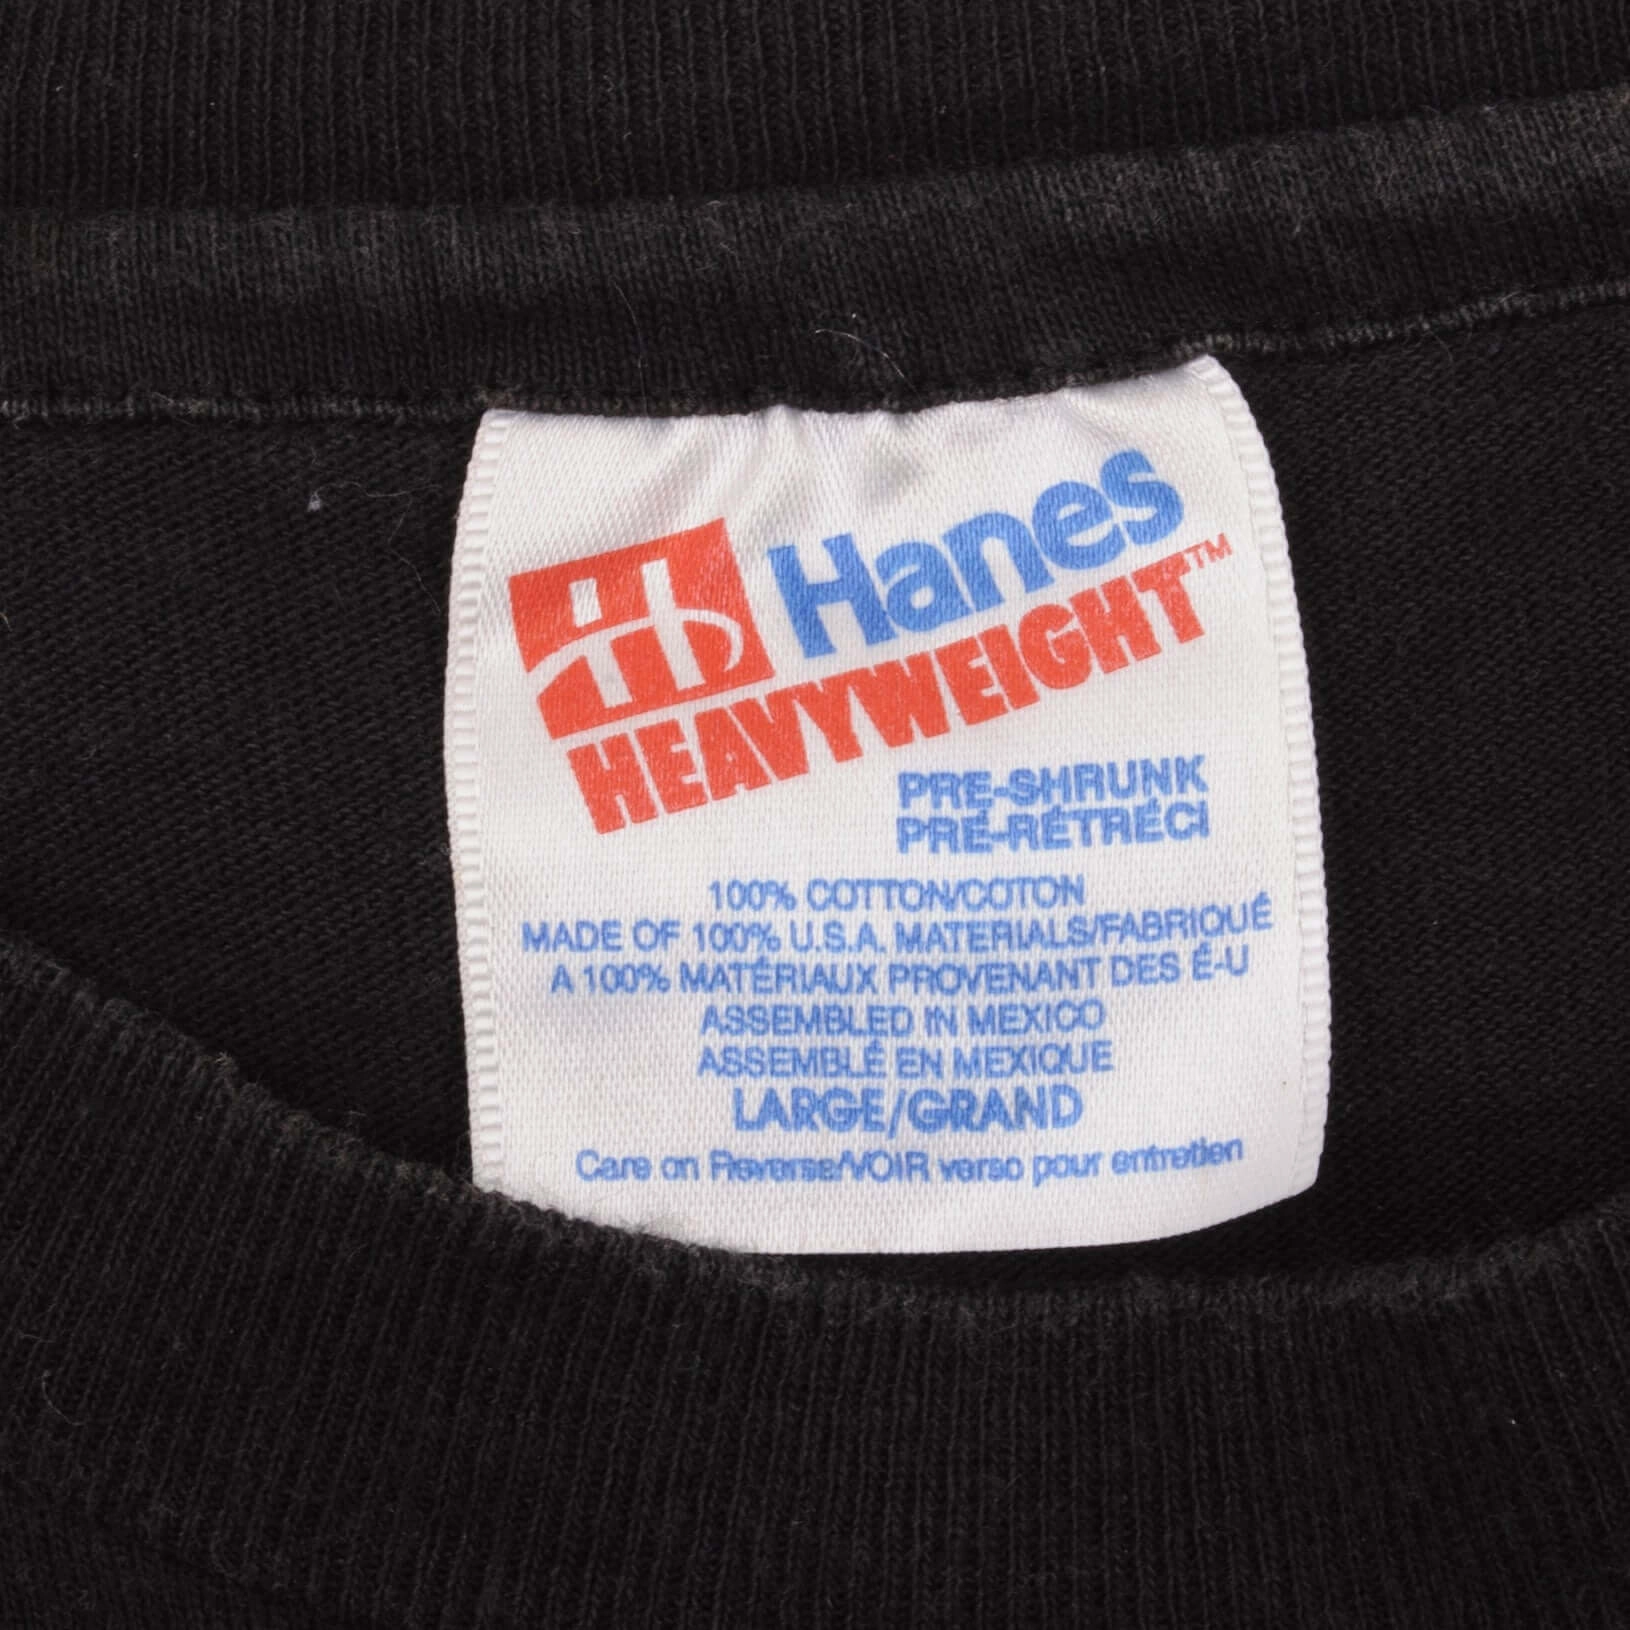 Hanes
HEAVYWEIGHT™
PRE-SHRUNK
PRÉ-RÉTRÉCI
100% COTTON/COTON
MADE OF 100% U.S.A. MATERIALS/FABRIQUÉ
A 100% MATÉRIAUX PROVENANT DES É-U
ASSEMBLED IN MEXICO
ASSEMBLÉ EN MEXIQUE
LARGE/GRAND
Care on Reverse/VOIR verso pour entretien